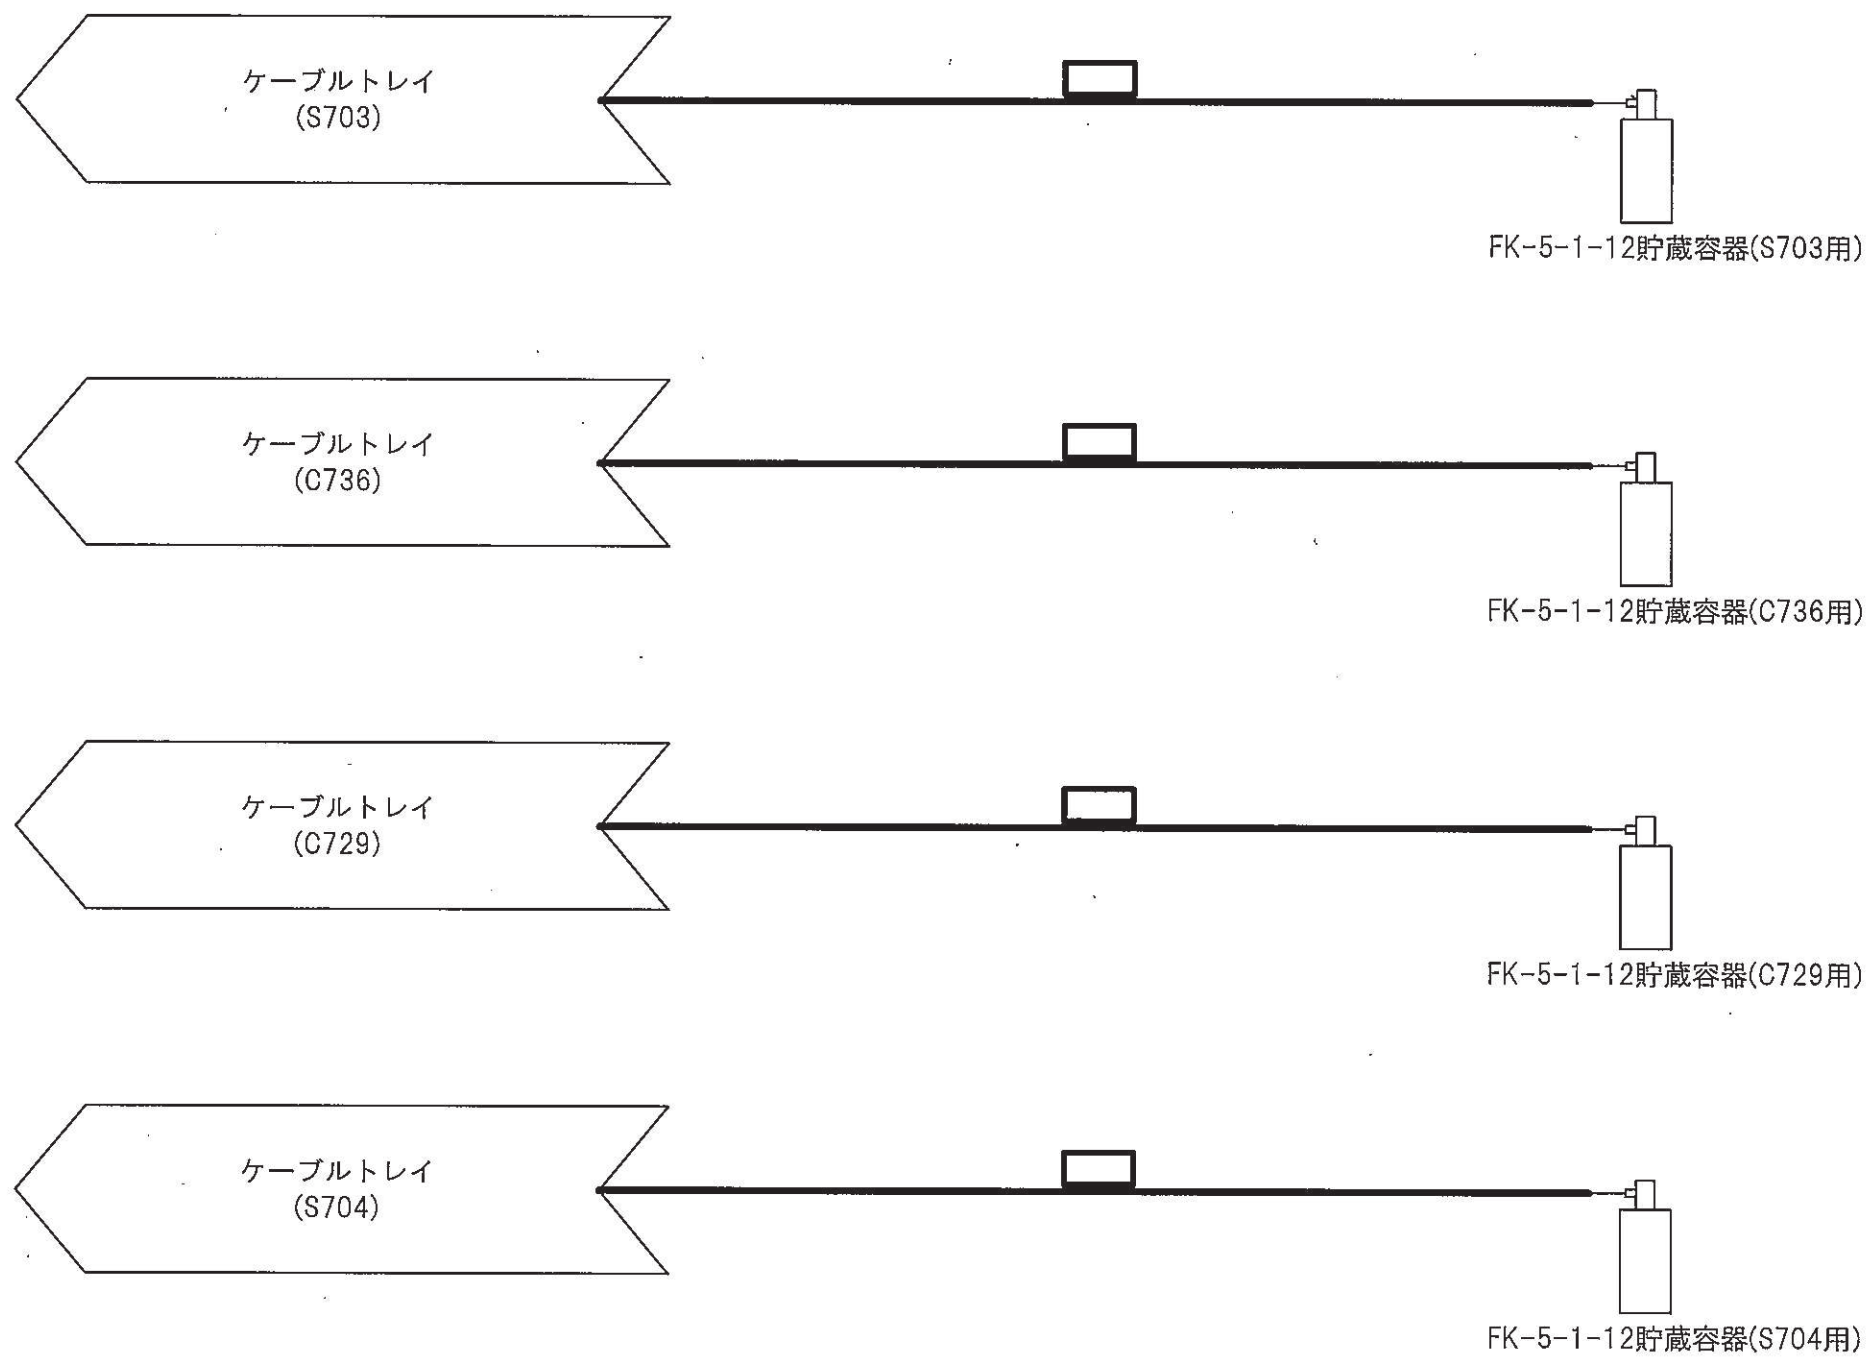 ケーブルトレイ
(S703)
FK-5-1-12貯蔵容器(S703用)
ケーブルトレイ
(C736)
FK-5-1-12貯蔵容器(C736用)
ケーブルトレイ
(C729)
FK-5-1-12貯蔵容器(C729用)
ケーブルトレイ
(S704)
FK-5-1-12貯蔵容器(S704用)